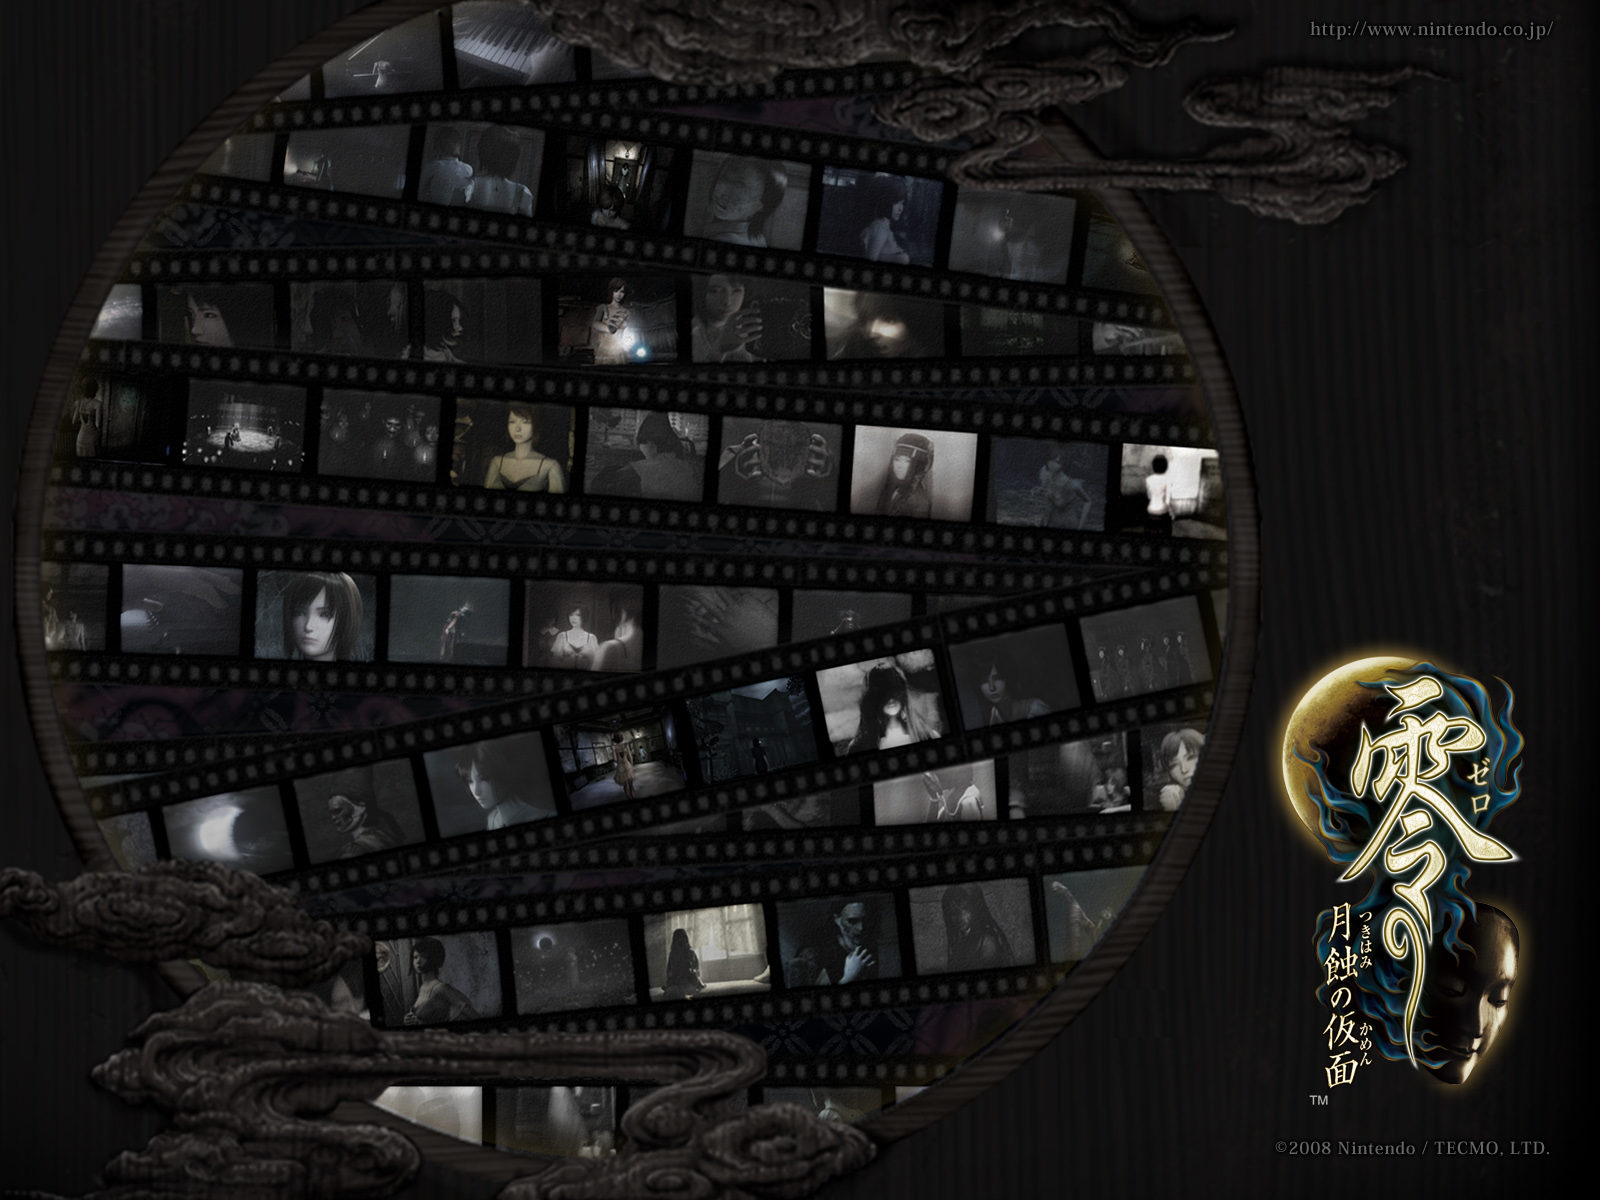 http://www.nintendo.co.jp/
零
ゼロ
月蝕の仮面
つきはみ
かめん
TM
©2008 Nintendo / TECMO, LTD.